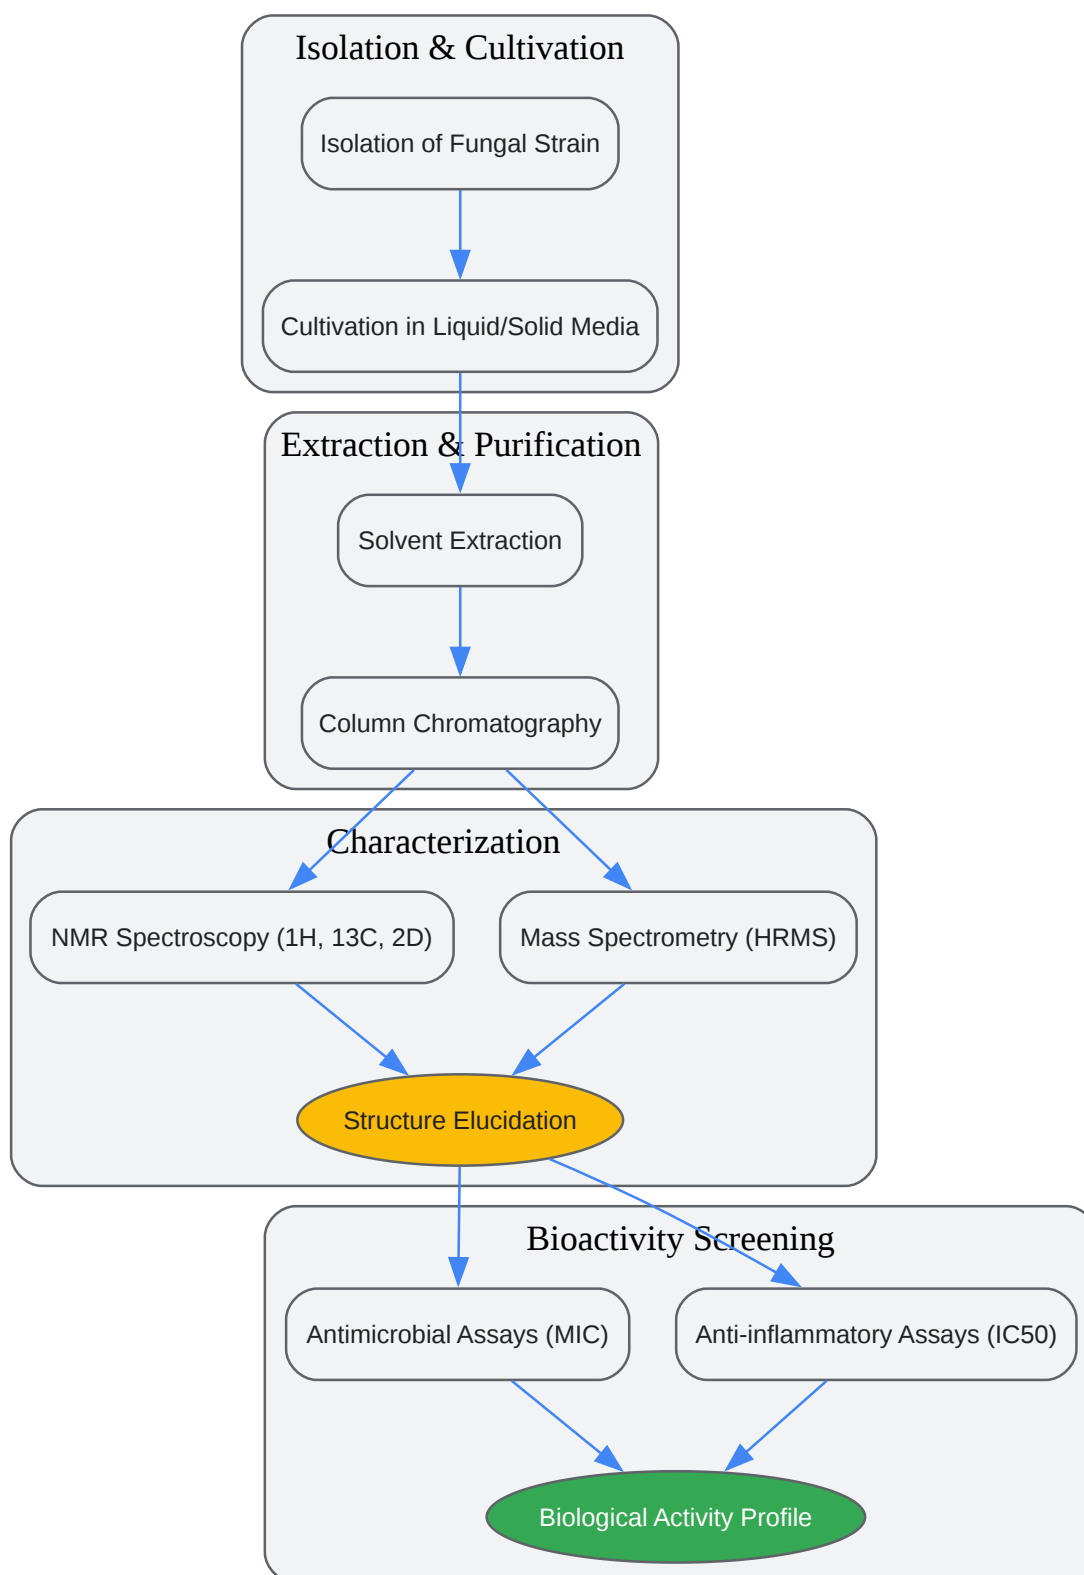 Isolation & Cultivation
Isolation of Fungal Strain
Cultivation in Liquid/Solid Media
Extraction & Purification
Solvent Extraction
Column Chromatography
Characterization
NMR Spectroscopy (1H, 13C, 2D)
Mass Spectrometry (HRMS)
Structure Elucidation
Bioactivity Screening
Antimicrobial Assays (MIC)
Anti-inflammatory Assays (IC50)
Biological Activity Profile